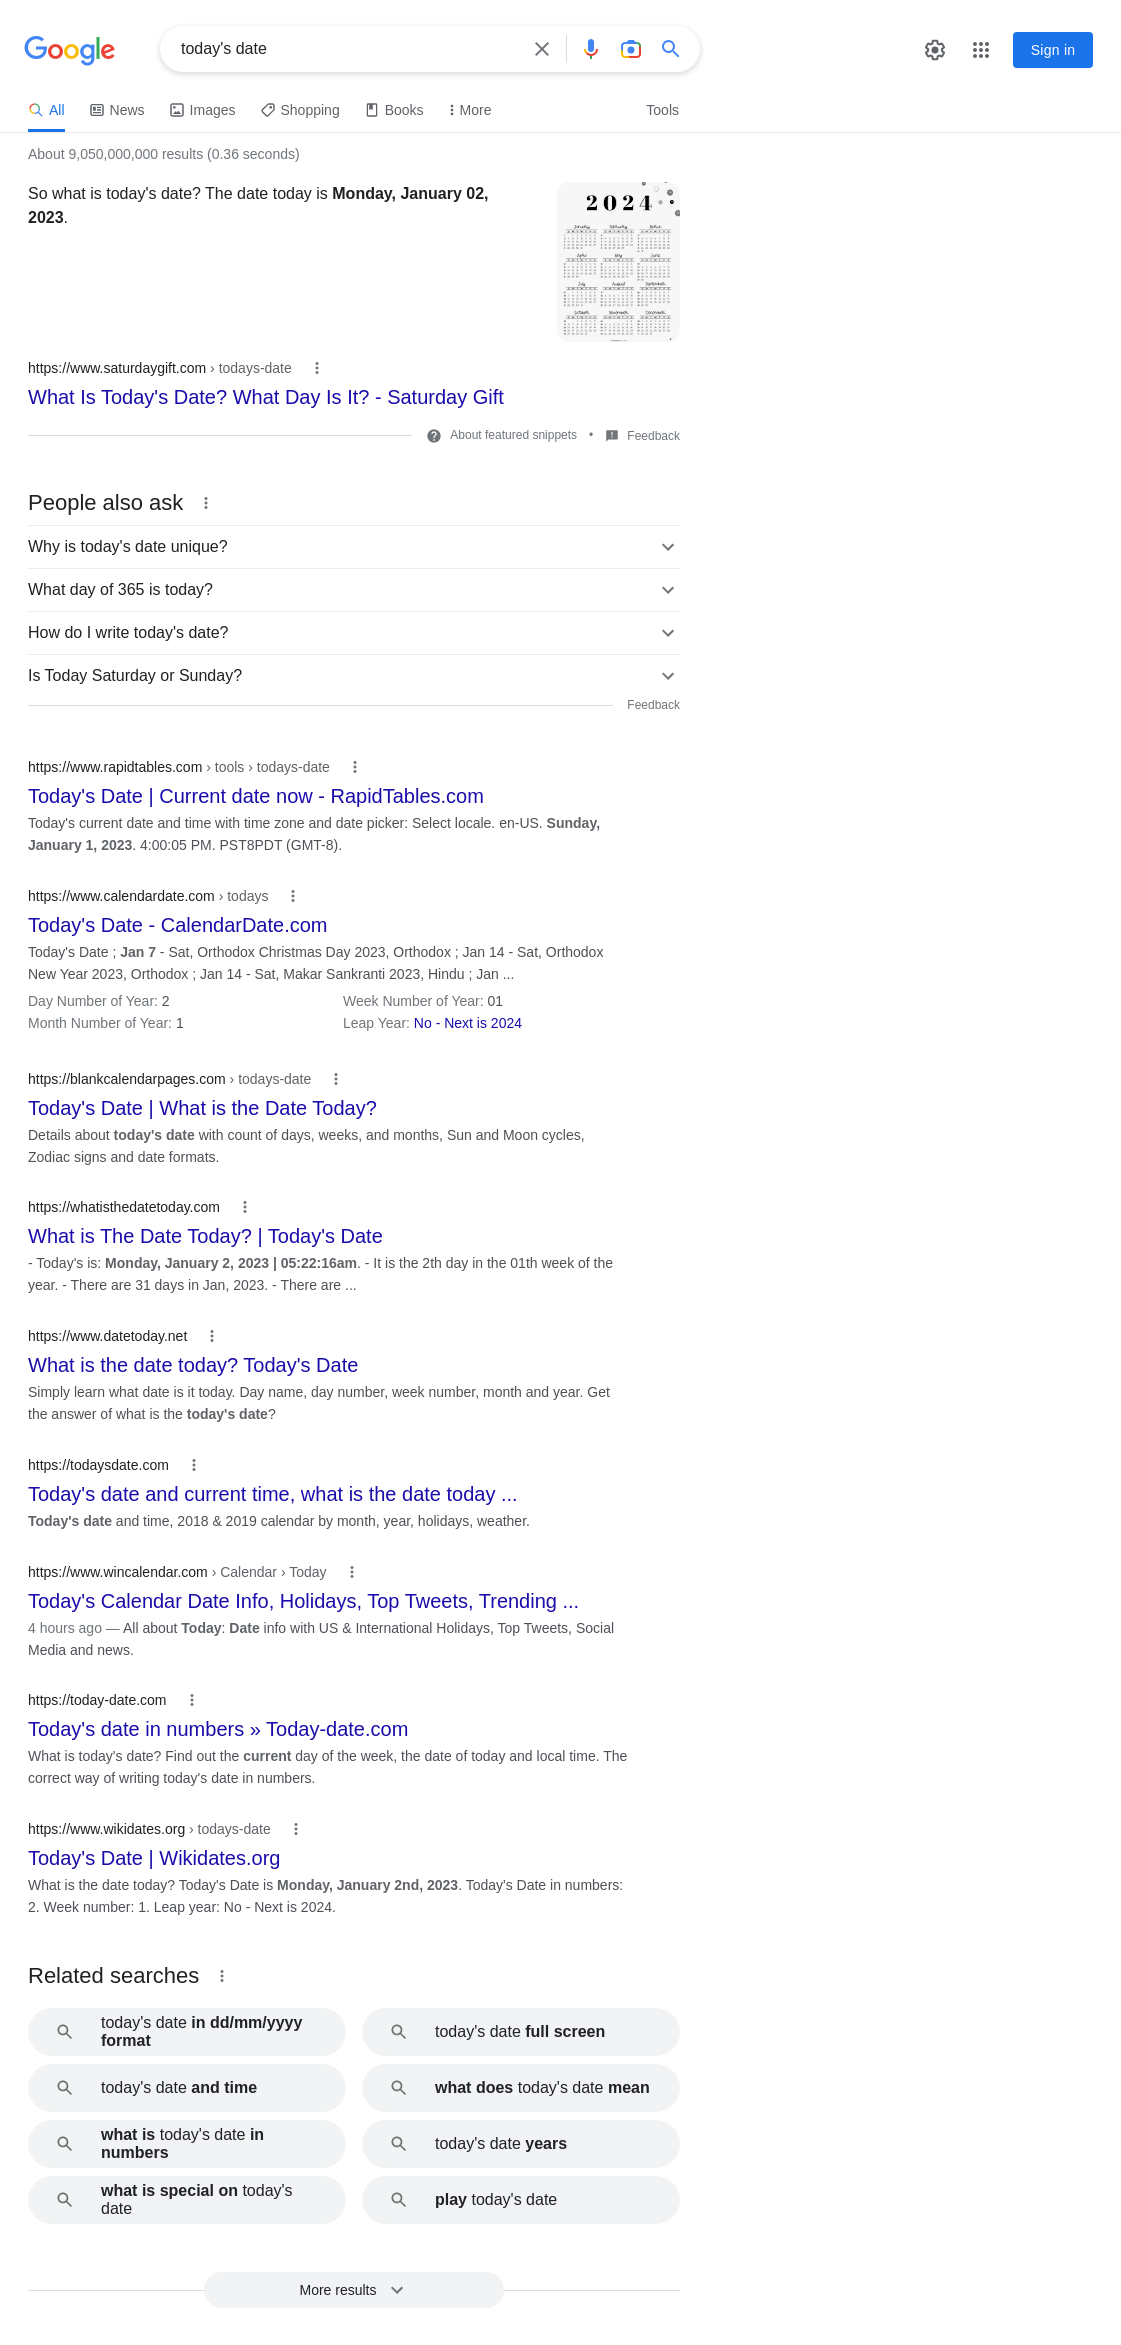 Google
today's date
Sign in
All
News
Images
Shopping
Books
More
Tools
About 9,050,000,000 results (0.36 seconds)
So what is today's date? The date today is Monday, January 02,
2023.
2024
https://www.saturdaygift.com › todays-date
What Is Today's Date? What Day Is It? - Saturday Gift
About featured snippets • Feedback
People also ask
Why is today's date unique?
What day of 365 is today?
How do I write today's date?
Is Today Saturday or Sunday?
Feedback
https://www.rapidtables.com › tools › todays-date
Today's Date | Current date now - RapidTables.com
Today's current date and time with time zone and date picker: Select locale. en-US. Sunday,
January 1, 2023. 4:00:05 PM. PST8PDT (GMT-8).
https://www.calendardate.com › todays
Today's Date - CalendarDate.com
Today's Date ; Jan 7 - Sat, Orthodox Christmas Day 2023, Orthodox ; Jan 14 - Sat, Orthodox
New Year 2023, Orthodox ; Jan 14 - Sat, Makar Sankranti 2023, Hindu ; Jan ...
Day Number of Year: 2
Week Number of Year: 01
Month Number of Year: 1
Leap Year: No - Next is 2024
https://blankcalendarpages.com › todays-date
Today's Date | What is the Date Today?
Details about today's date with count of days, weeks, and months, Sun and Moon cycles,
Zodiac signs and date formats.
https://whatisthedatetoday.com
What is The Date Today? | Today's Date
- Today's is: Monday, January 2, 2023 | 05:22:16am. - It is the 2th day in the 01th week of the
year. - There are 31 days in Jan, 2023. - There are ...
https://www.datetoday.net
What is the date today? Today's Date
Simply learn what date is it today. Day name, day number, week number, month and year. Get
the answer of what is the today's date?
https://todaysdate.com
Today's date and current time, what is the date today ...
Today's date and time, 2018 & 2019 calendar by month, year, holidays, weather.
https://www.wincalendar.com › Calendar › Today
Today's Calendar Date Info, Holidays, Top Tweets, Trending ...
4 hours ago — All about Today: Date info with US & International Holidays, Top Tweets, Social
Media and news.
https://today-date.com
Today's date in numbers » Today-date.com
What is today's date? Find out the current day of the week, the date of today and local time. The
correct way of writing today's date in numbers.
https://www.wikidates.org › todays-date
Today's Date | Wikidates.org
What is the date today? Today's Date is Monday, January 2nd, 2023. Today's Date in numbers:
2. Week number: 1. Leap year: No - Next is 2024.
Related searches
today's date in dd/mm/yyyy
format
today's date full screen
today's date and time
what does today's date mean
what is today's date in
numbers
today's date years
what is special on today's
date
play today's date
More results